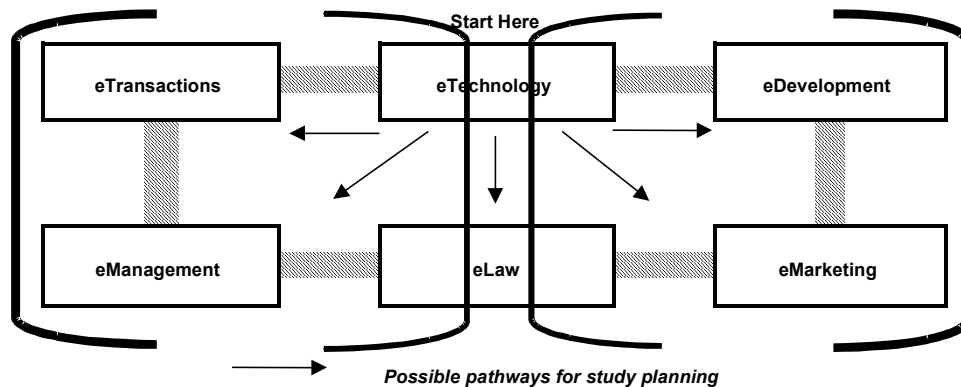 Start Here
eTransactions
eTechnology
eDevelopment
eManagement
eLaw
eMarketing
Possible pathways for study planning